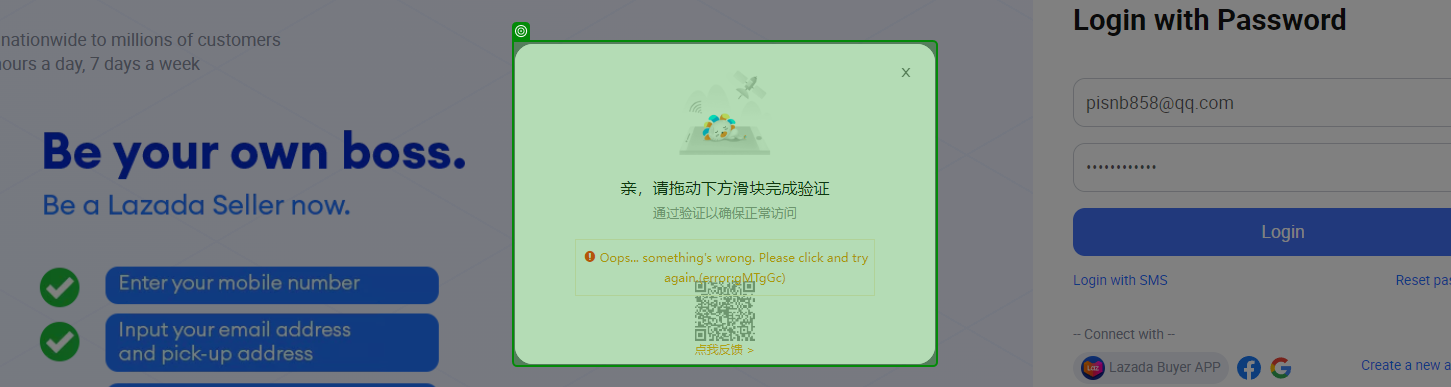 nationwide to millions of customers
hours a day, 7 days a week
Be your own boss.
Be a Lazada Seller now.
Enter your mobile number
Input your email address
and pick-up address
X
亲，请拖动下方滑块完成验证
通过验证以确保正常访问
Oops... something's wrong. Please click and try
again (error:gMTgGc)
点我反馈 >
Login with Password
pisnb858@qq.com
Login
Login with SMS
Reset pas
-- Connect with --
Laz
Lazada Buyer APP
Create a new a